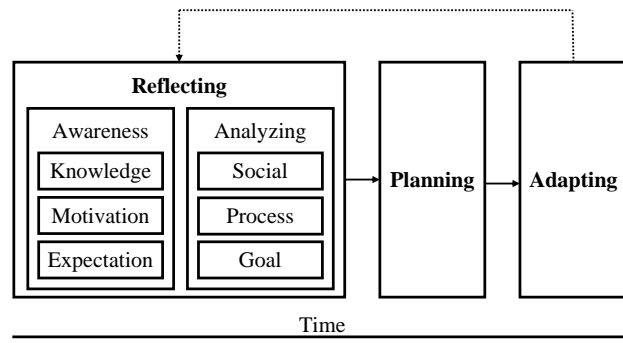 Reflecting
Awareness
Knowledge
Motivation
Expectation
Analyzing
Social
Process
Goal
Planning
Adapting
Time